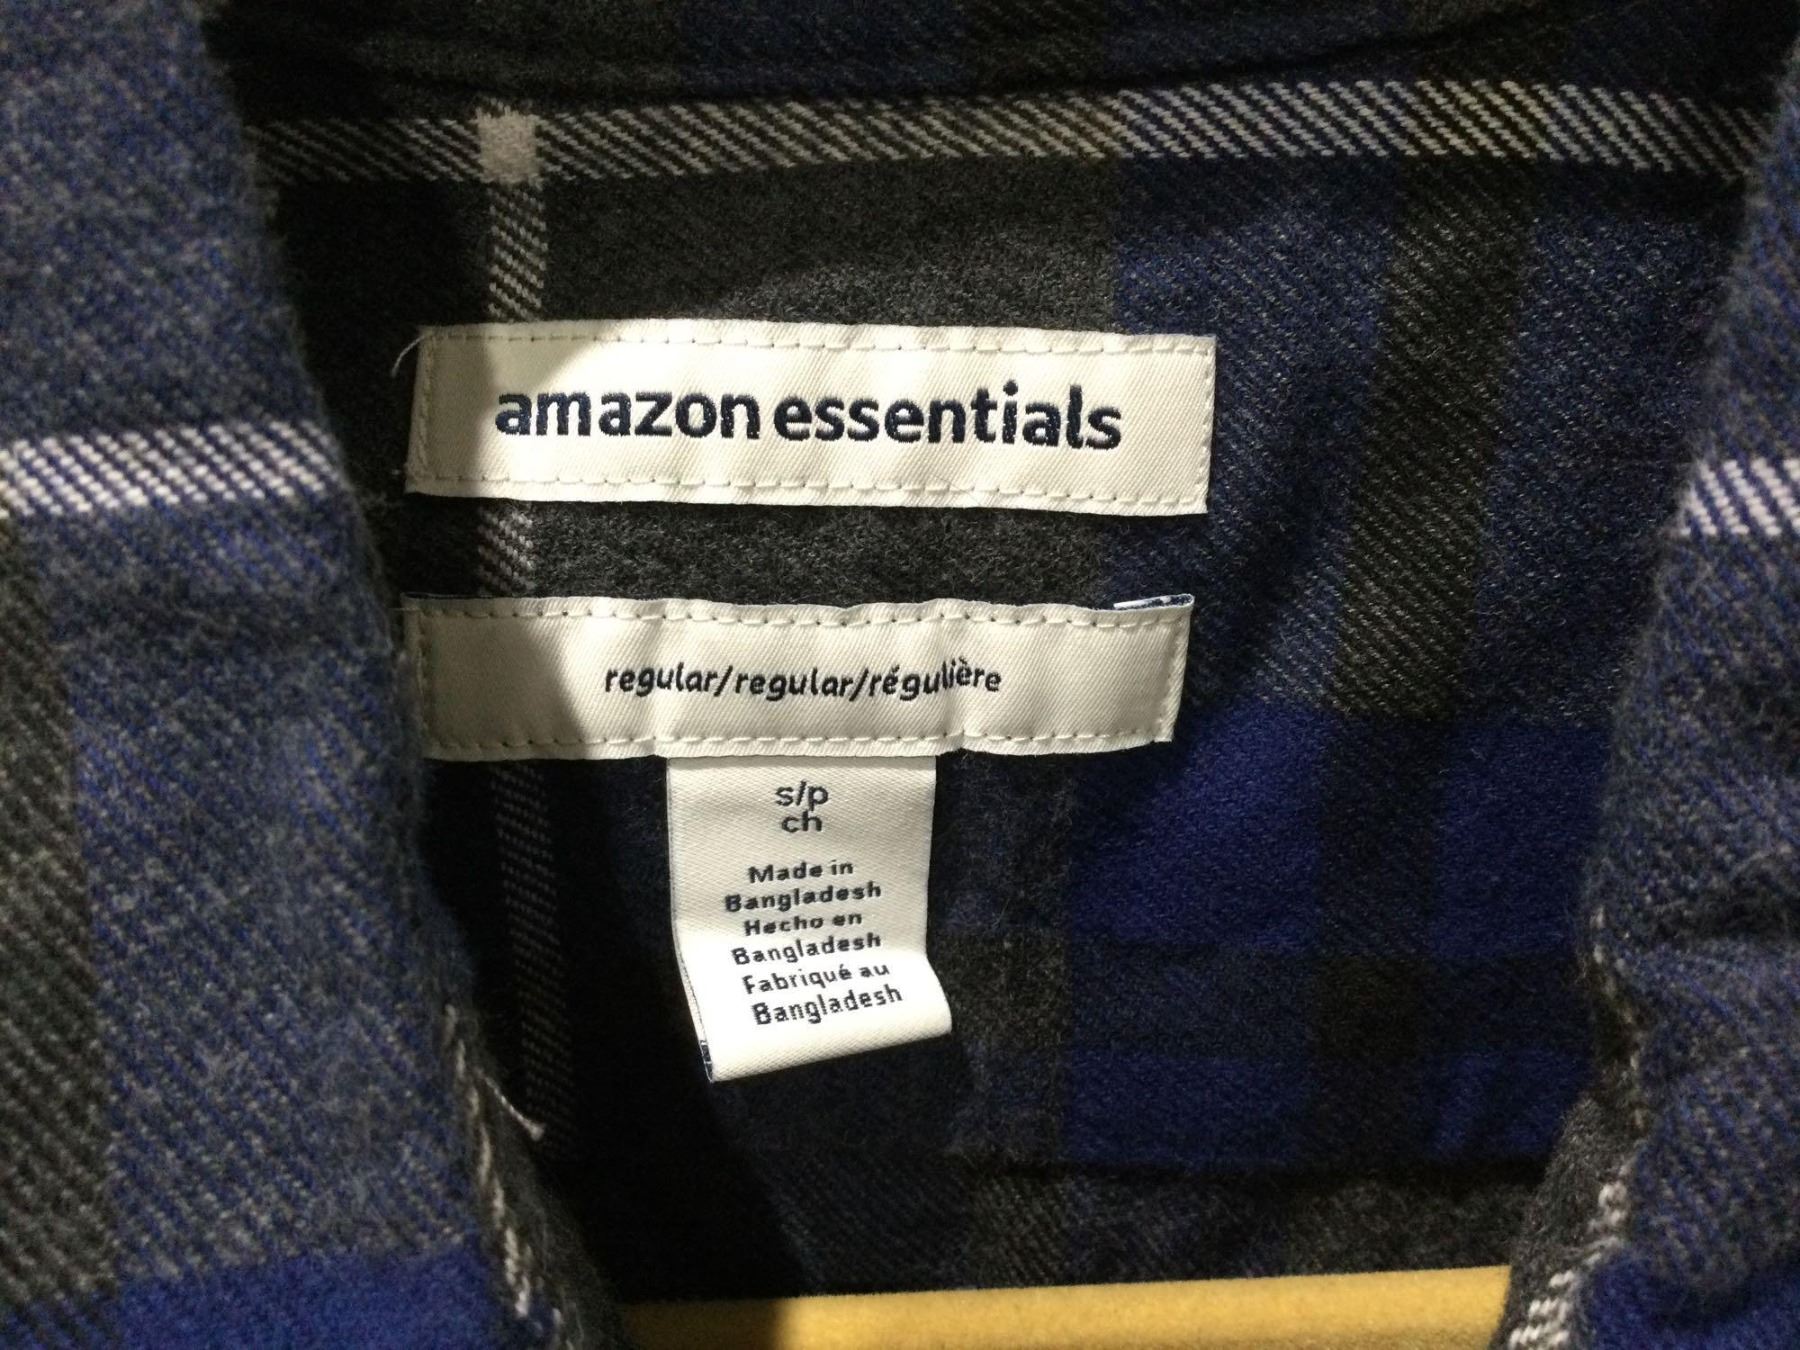 amazon essentials
regular/regular/régulière
s/p
ch
Made in
Bangladesh
Hecho en
Bangladesh
Fabriqué au
Bangladesh